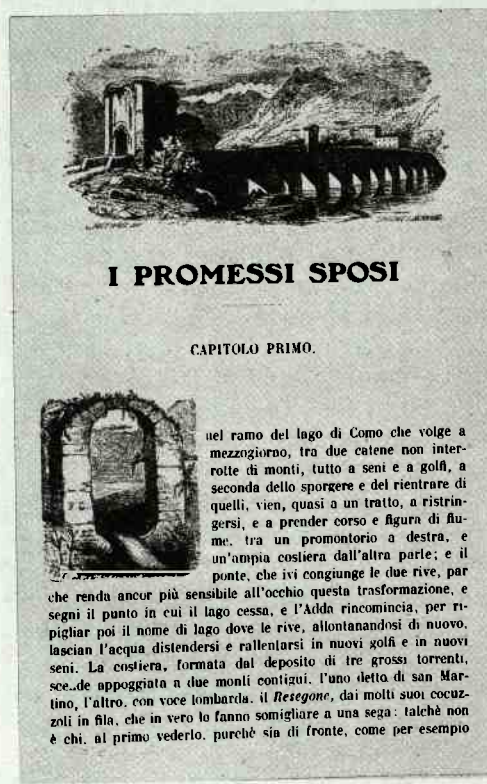 I PROMESSI SPOSI
CAPITOLO PRIMO.
uel ramo del lago di Como che volge a
mezzogiorno, tra due catene non inter-
rotte di monti, tutto a seni e a golfi, a
seconda dello sporgere e del rientrare di
quelli, vien, quasi a un tratto, a ristrin-
gersi, e a prender corso e figura di fiu-
me. tra un promontorio a destra, e
un'ampia costiera dall'altra parte; e il
ponte, che ivi congiunge le due rive, par
che renda ancor più sensibile all'occhio questa trasformazione, e
segni il punto in cui il lago cessa, e l'Adda rincomincia, per ri-
pigliar poi il nome di lago dove le rive, allontanandosi di nuovo,
lascian l'acqua distendersi e rallentarsi in nuovi golfi e in nuovi
seni. La costiera, formata dal deposito di tre grossi torrenti,
sce..de appoggiata a due monti contigui. l'uno detto di san Mar-
tino, l'altro. con voce lombarda. il Resegone, dai molti suoi cocuz-
zoli in fila, che in vero lo fanno somigliare a una sega: talchè non
è chi. al primo vederlo. purchè sia di fronte, come per esempio